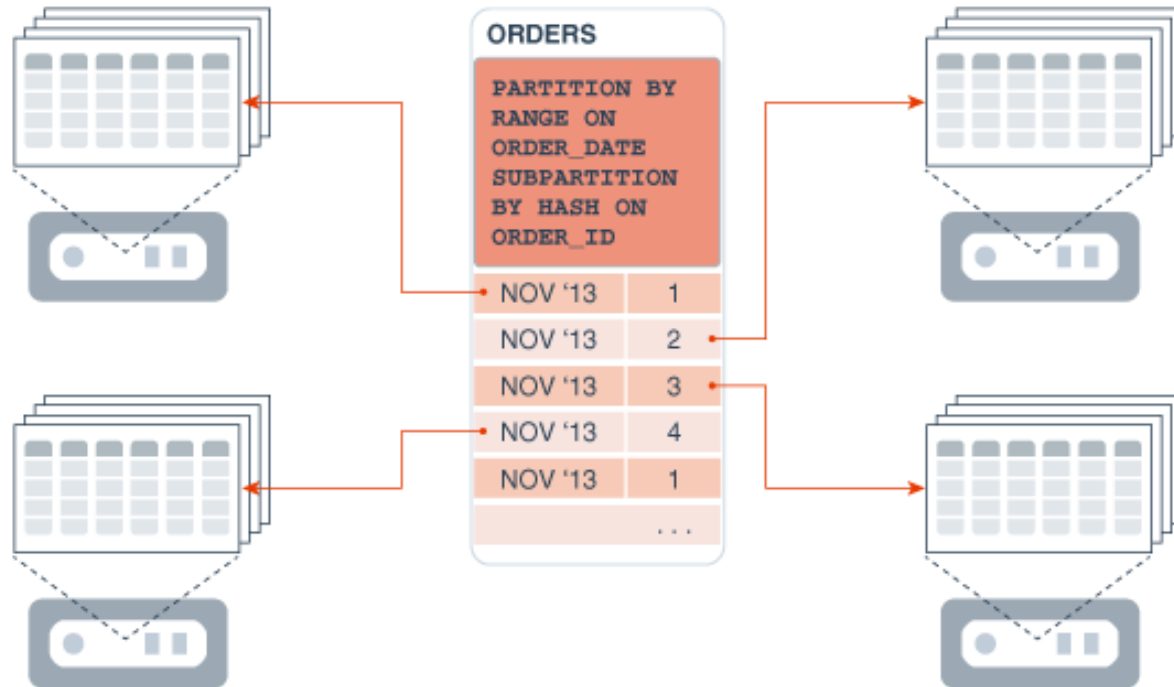 ORDERS
PARTITION BY
RANGE ON
ORDER_DATE
SUBPARTITION
BY HASH ON
ORDER_ID
NOV ‘13 1
NOV ‘13 2
NOV ‘13 3
NOV ‘13 4
NOV ‘13 1
. . .